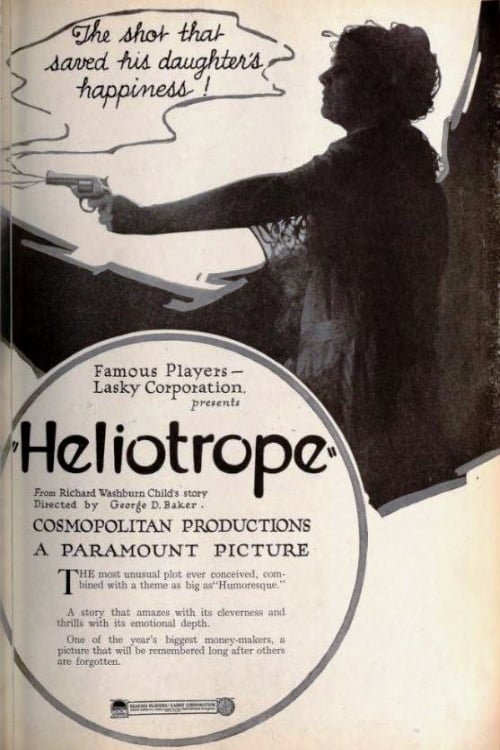 The shot that
saved his daughter's
happiness!
Famous Players—
Lasky Corporation,
presents
"Heliotrope"
From Richard Washburn Child's story
Directed by George D. Baker.
COSMOPOLITAN PRODUCTIONS
A PARAMOUNT PICTURE
THE most unusual plot ever conceived, com-
bined with a theme as big as "Humoresque."
A story that amazes with its cleverness and
thrills with its emotional depth.
One of the year's biggest money-makers, a
picture that will be remembered long after others
are forgotten.
FAMOUS PLAYERS-LASKY CORPORATION